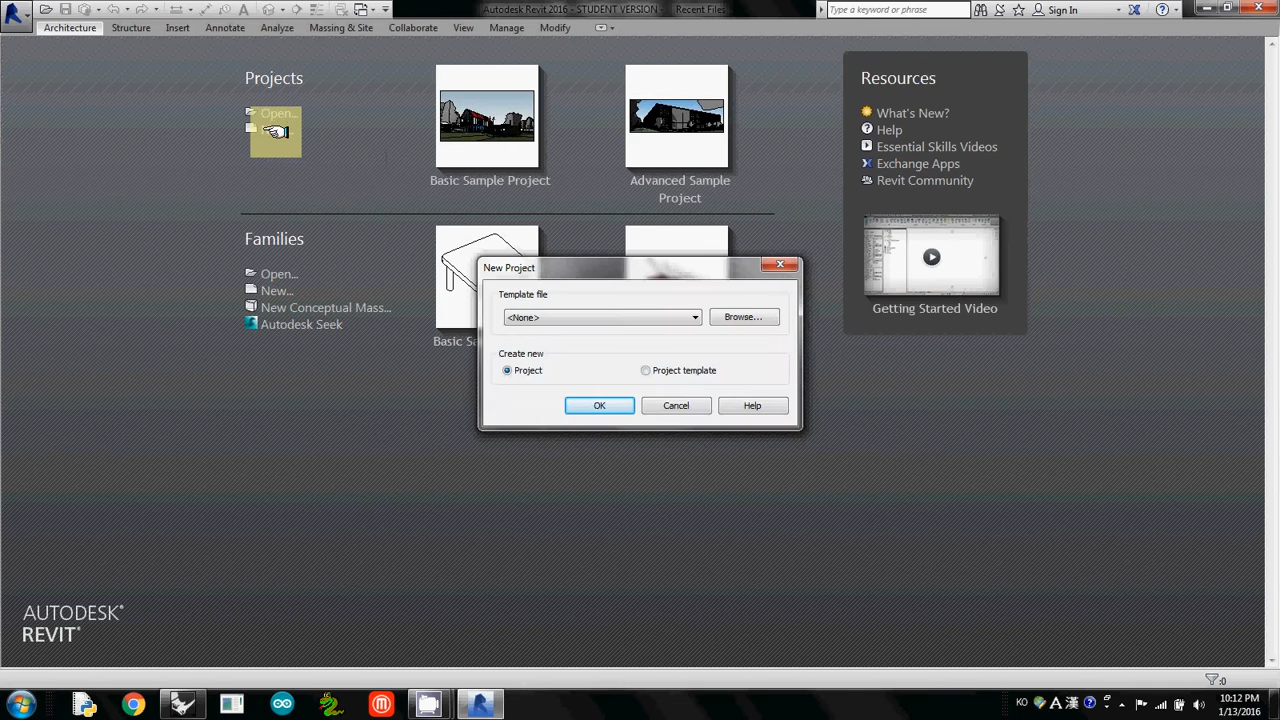 Autodesk Revit 2016 - STUDENT VERSION - Recent Files
Type a keyword or phrase
Sign In
Architecture Structure Insert Annotate Analyze Massing & Site Collaborate View Manage Modify
Projects
Open...
Basic Sample Project
Advanced Sample
Project
Families
Open...
New...
New Conceptual Mass...
Autodesk Seek
Basic
Resources
What's New?
Help
Essential Skills Videos
Exchange Apps
Revit Community
Getting Started Video
New Project
Template file
<None>
Browse...
Create new
Project
Project template
OK
Cancel
Help
AUTODESK®
REVIT®
:0
KO
A 漢
10:12 PM
1/13/2016